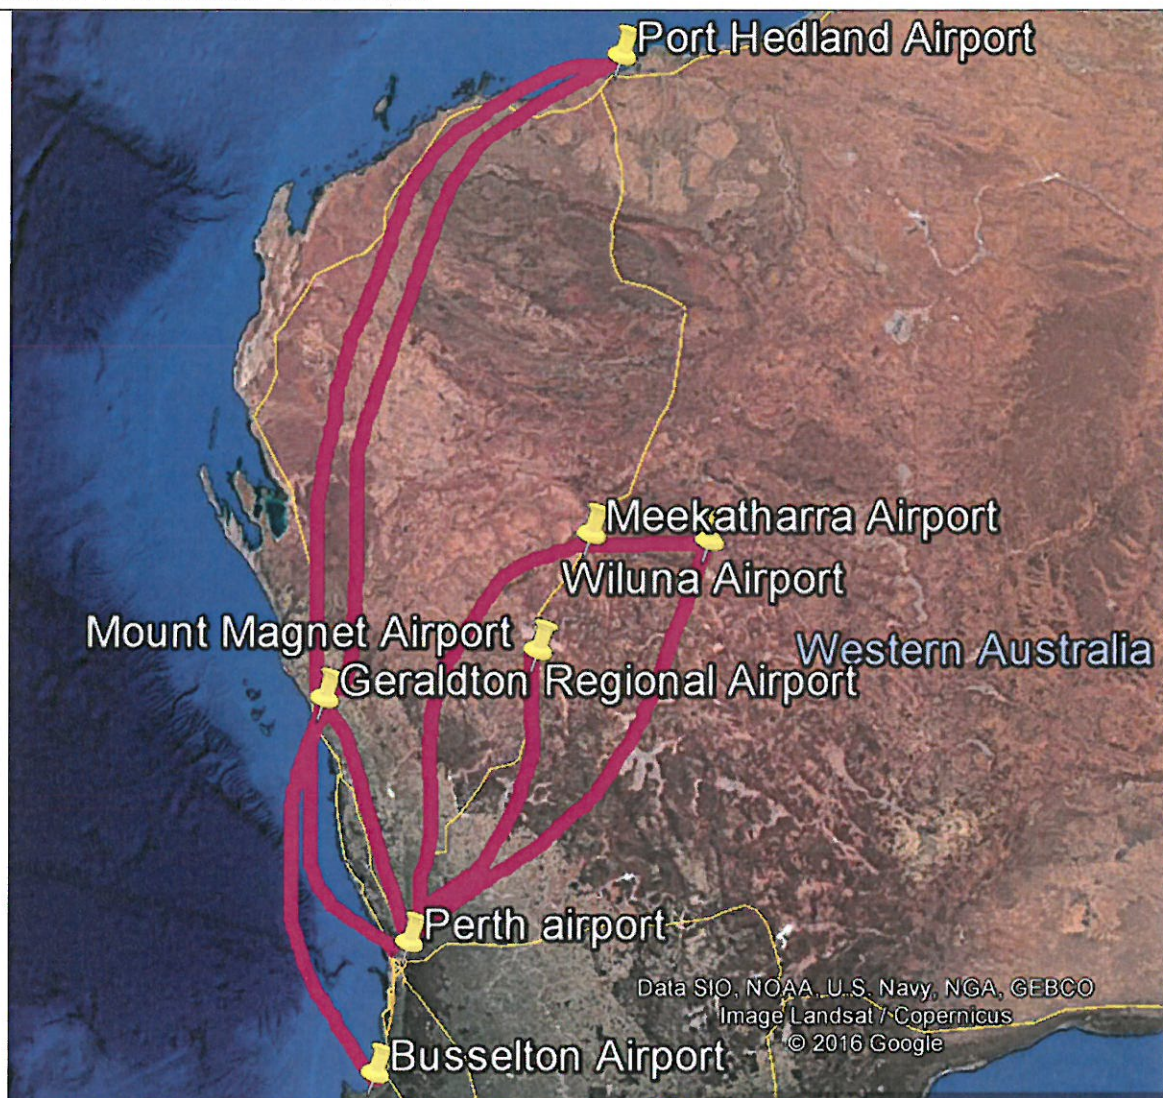 Port Hedland Airport
Meekatharra Airport
Wiluna Airport
Mount Magnet Airport
Western Australia
Geraldton Regional Airport
Perth airport
Data SIO, NOAA, U.S. Navy, NGA, GEBCO
Image Landsat / Copernicus
© 2016 Google
Busselton Airport